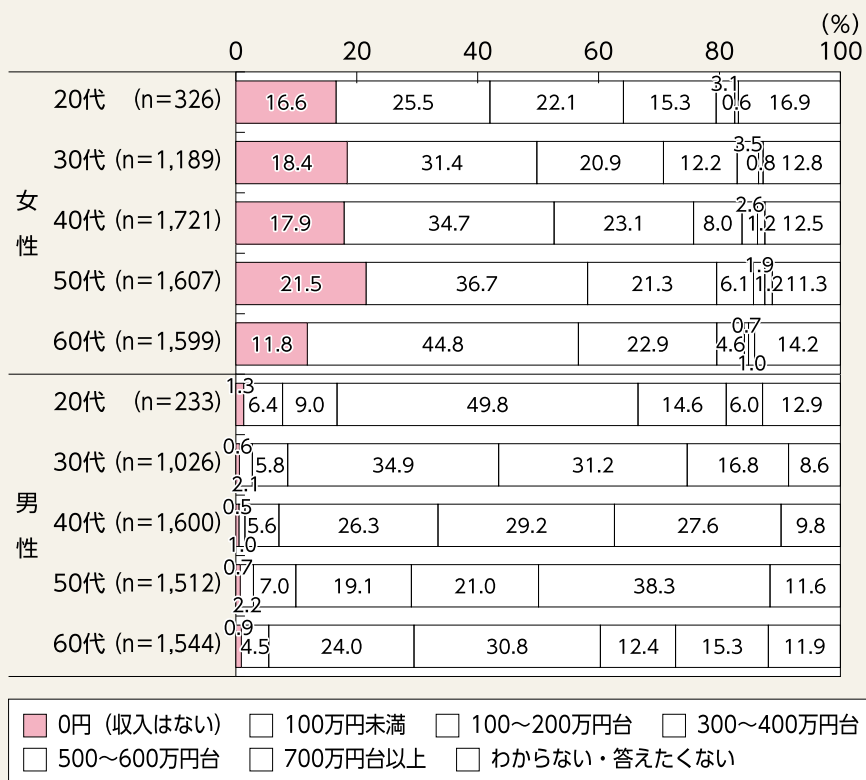 (%)
0 20 40 60 80 100
女性
20代 (n=326) 16.6 25.5 22.1 15.3 3.1 0.6 16.9
30代 (n=1,189) 18.4 31.4 20.9 12.2 3.5 0.8 12.8
40代 (n=1,721) 17.9 34.7 23.1 8.0 2.6 1.2 12.5
50代 (n=1,607) 21.5 36.7 21.3 6.1 1.9 1.2 11.3
60代 (n=1,599) 11.8 44.8 22.9 4.6 0.7 1.0 14.2
男性
20代 (n=233) 1.3 6.4 9.0 49.8 14.6 6.0 12.9
30代 (n=1,026) 0.6 2.1 5.8 34.9 31.2 16.8 8.6
40代 (n=1,600) 0.5 1.0 5.6 26.3 29.2 27.6 9.8
50代 (n=1,512) 0.7 2.2 7.0 19.1 21.0 38.3 11.6
60代 (n=1,544) 0.9 4.5 24.0 30.8 12.4 15.3 11.9
0円（収入はない） 100万円未満 100～200万円台 300～400万円台
500～600万円台 700万円台以上 わからない・答えたくない